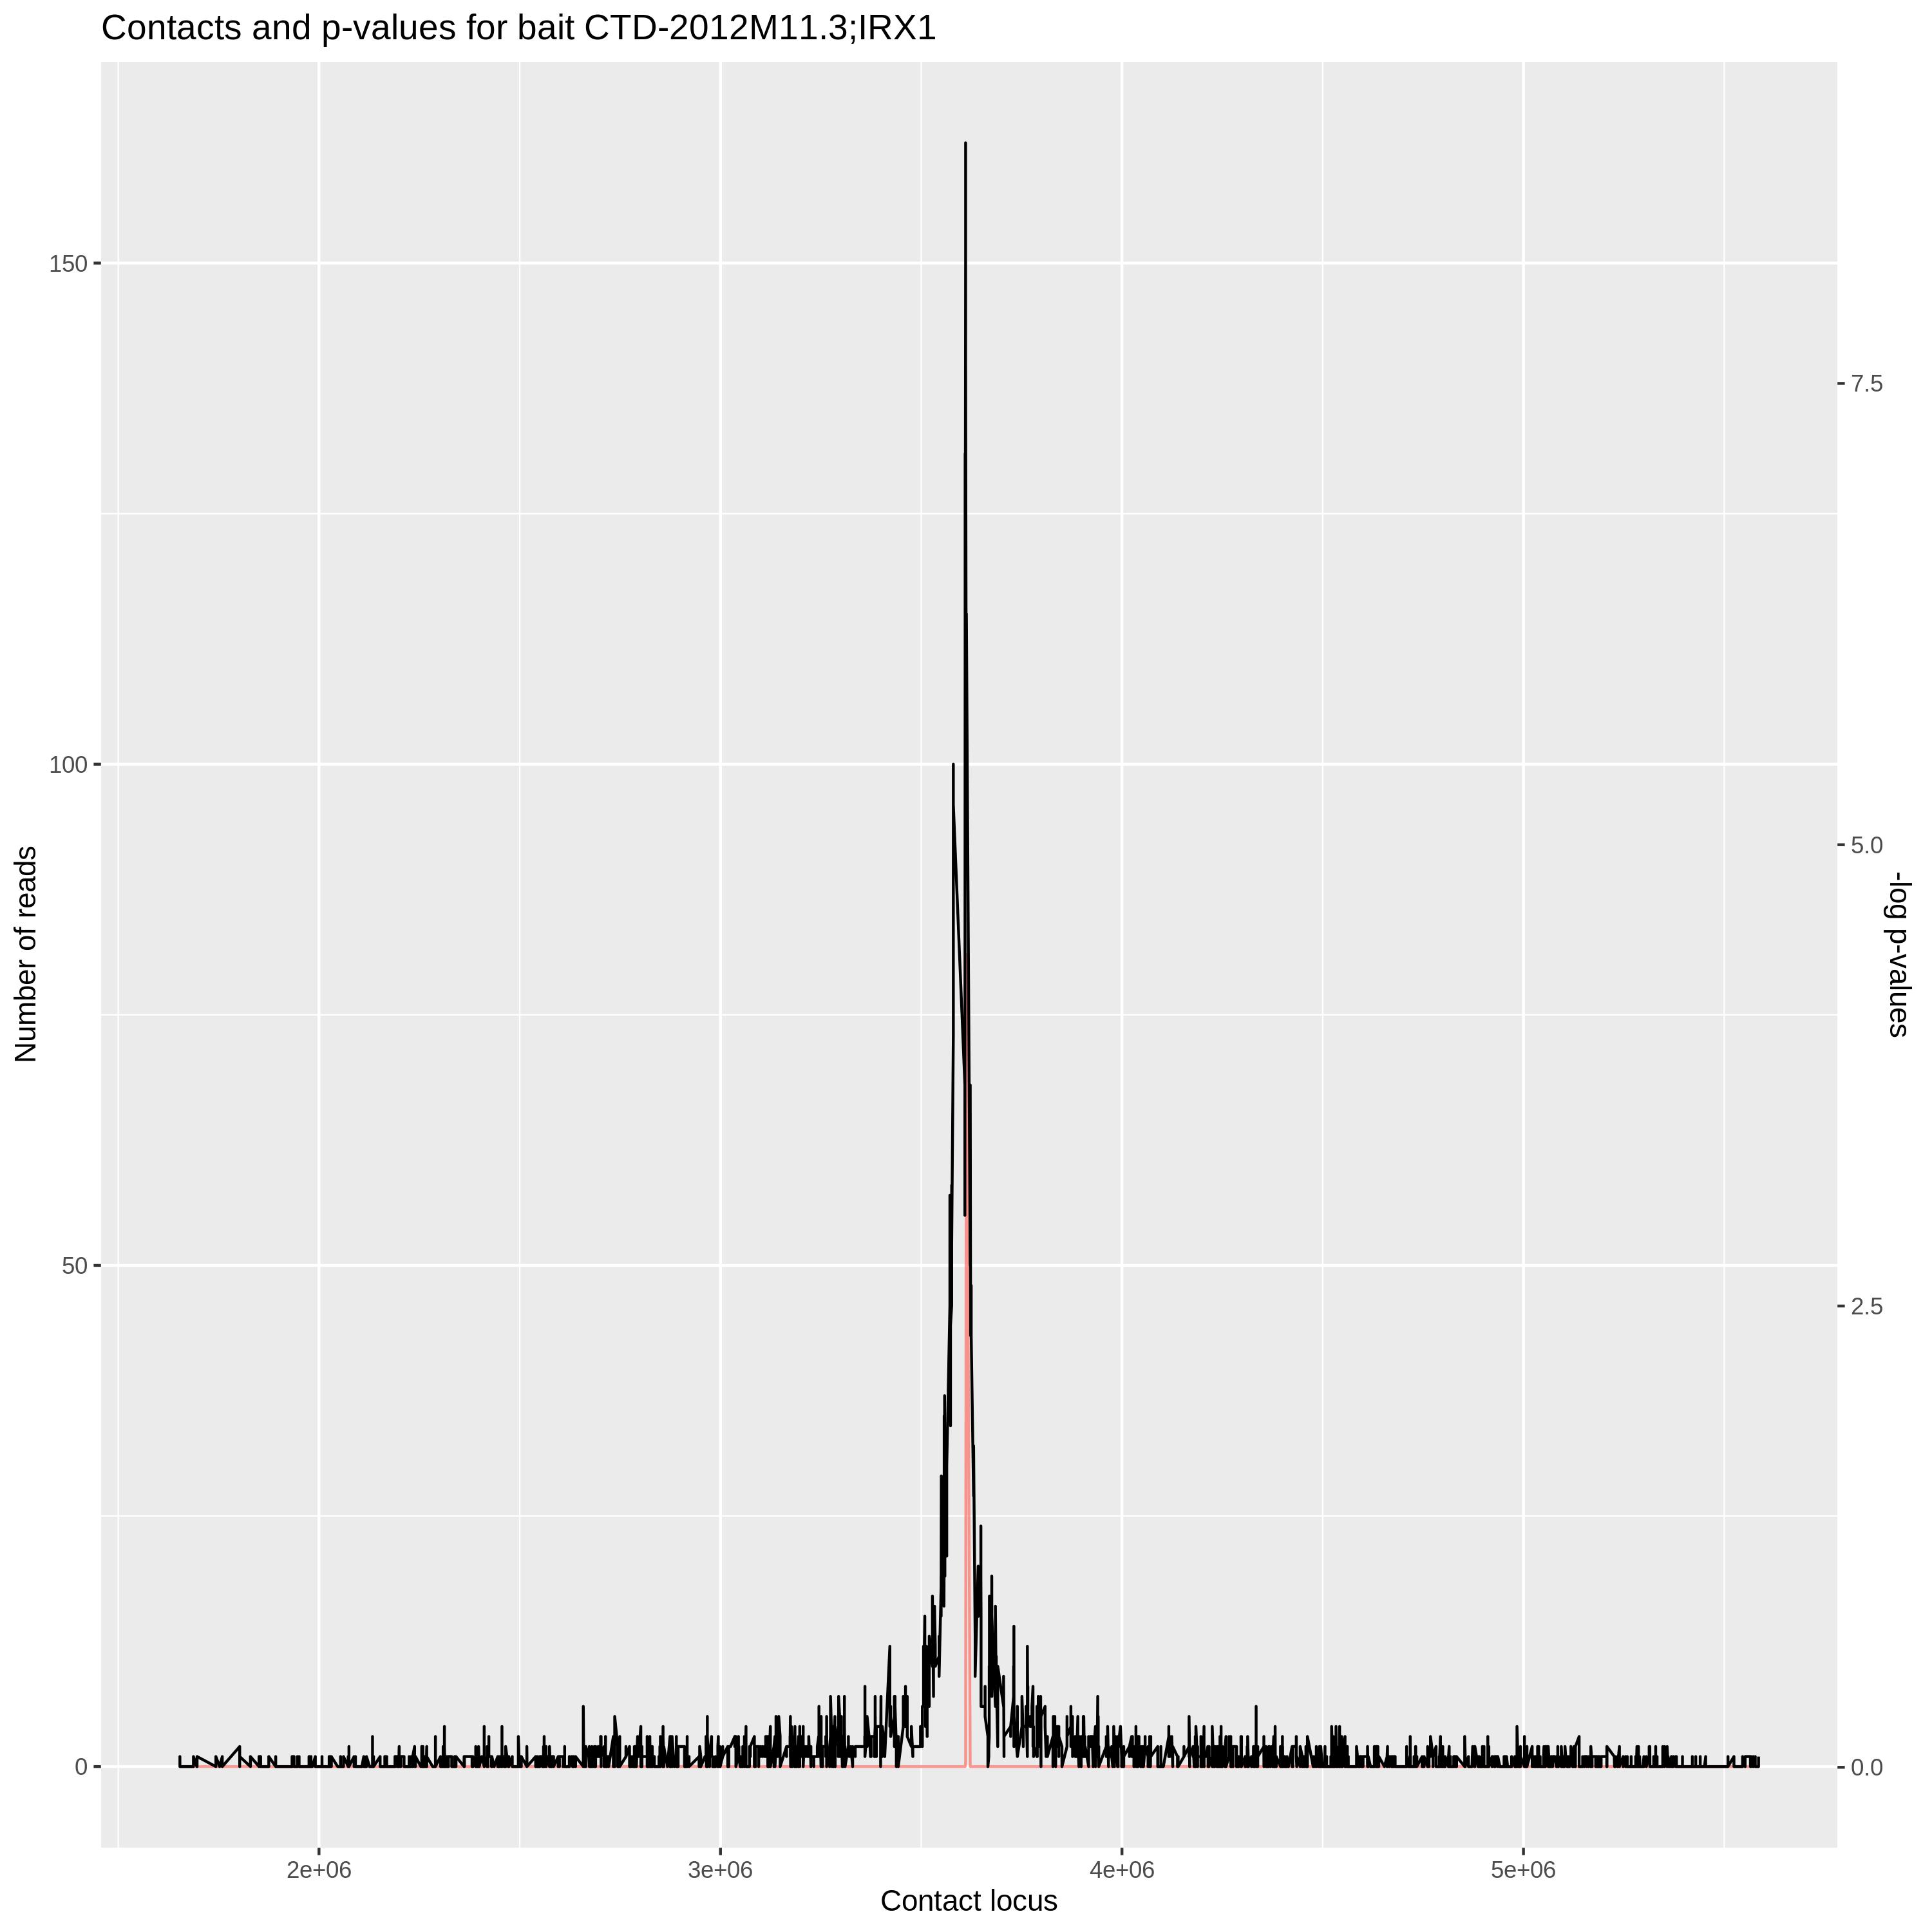 Contacts and p-values for bait CTD-2012M11.3;IRX1
150
100
50
0
Number of reads
7.5
5.0
2.5
0.0
-log p-values
2e+06 3e+06 4e+06 5e+06
Contact locus